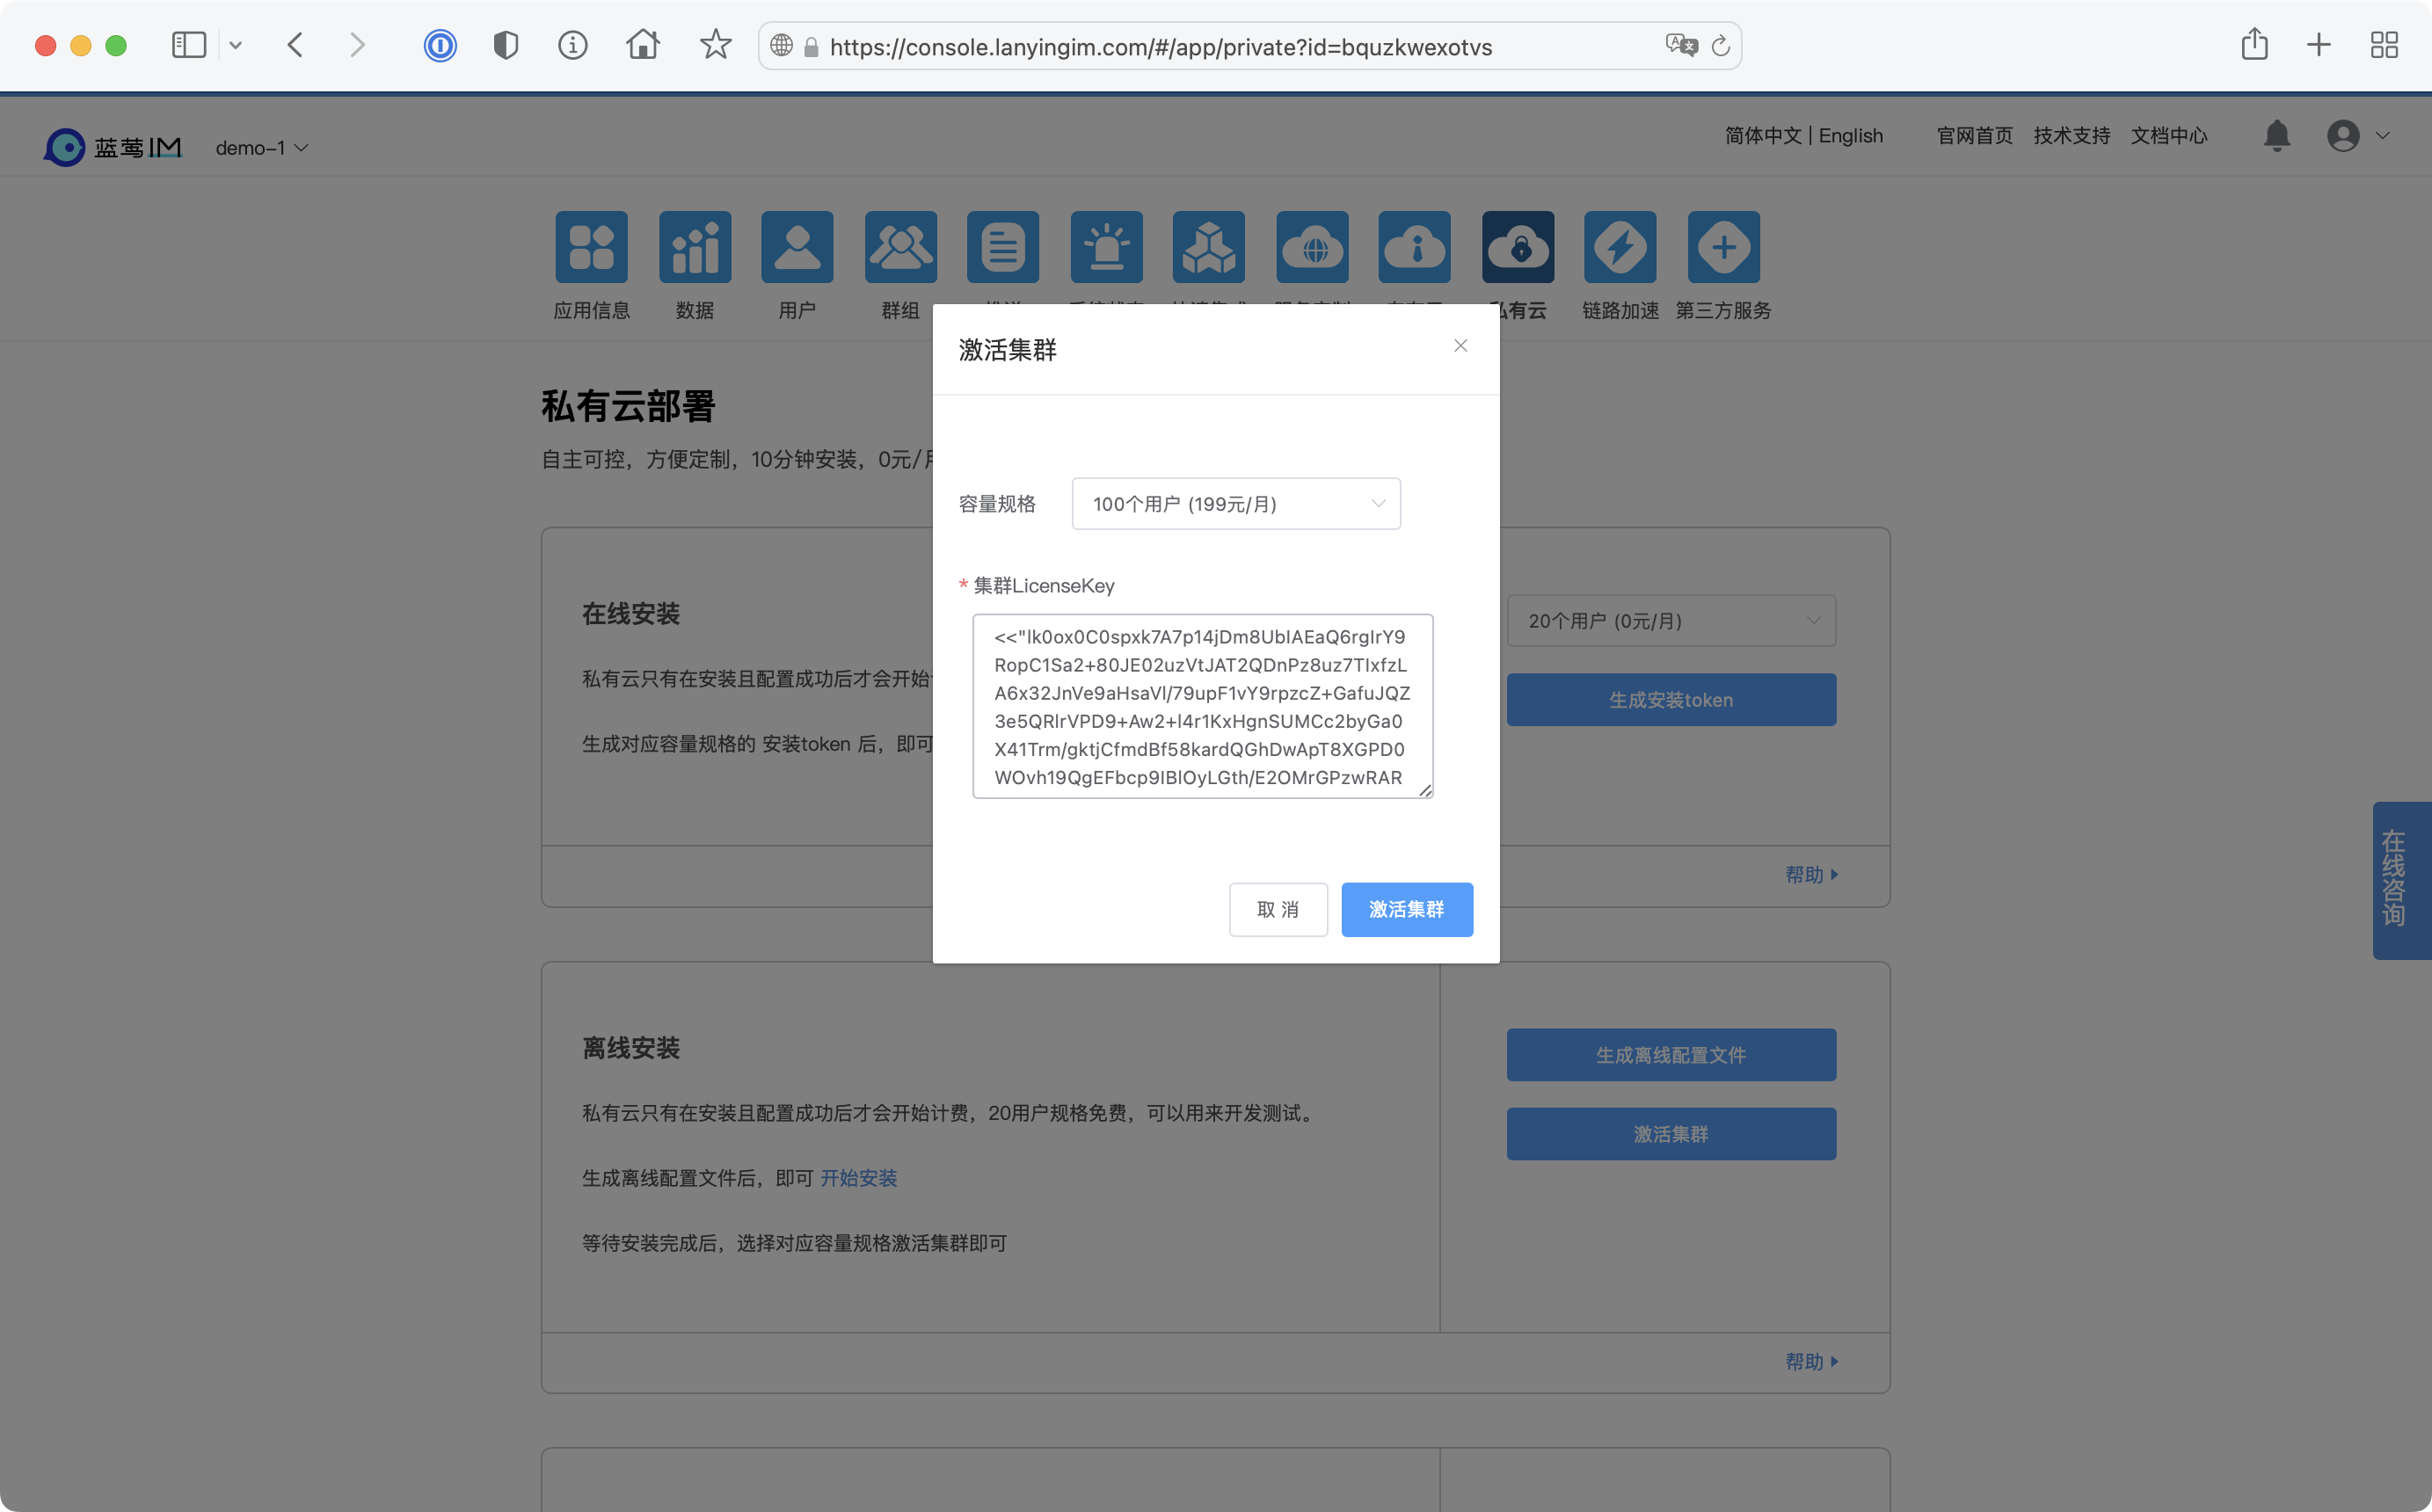 https://console.lanyingim.com/#/app/private?id=bquzkwexotvs
蓝莺IM
demo-1
简体中文 | English
官网首页
技术支持
文档中心
应用信息
数据
用户
群组
私有云
链路加速
第三方服务
私有云部署
自主可控，方便定制，10分钟安装，0元/月
激活集群
容量规格
100个用户 (199元/月)
* 集群LicenseKey
<<"lk0ox0C0spxk7A7p14jDm8UbIAEaQ6rgIrY9
RopC1Sa2+80JE02uzVtJAT2QDnPz8uz7TIxfzL
A6x32JnVe9aHsaVl/79upF1vY9rpzcZ+GafuJQZ
3e5QRlrVPD9+Aw2+l4r1KxHgnSUMCc2byGa0
X41Trm/gktjCfmdBf58kardQGhDwApT8XGPD0
WOvh19QgEFbcp9IBlOyLGth/E2OMrGPzwRAR
取 消
激活集群
在线安装
私有云只有在安装且配置成功后才会开始
生成对应容量规格的 安装token 后，即可
20个用户 (0元/月)
生成安装token
帮助
在线咨询
离线安装
私有云只有在安装且配置成功后才会开始计费，20用户规格免费，可以用来开发测试。
生成离线配置文件后，即可 开始安装
等待安装完成后，选择对应容量规格激活集群即可
生成离线配置文件
激活集群
帮助